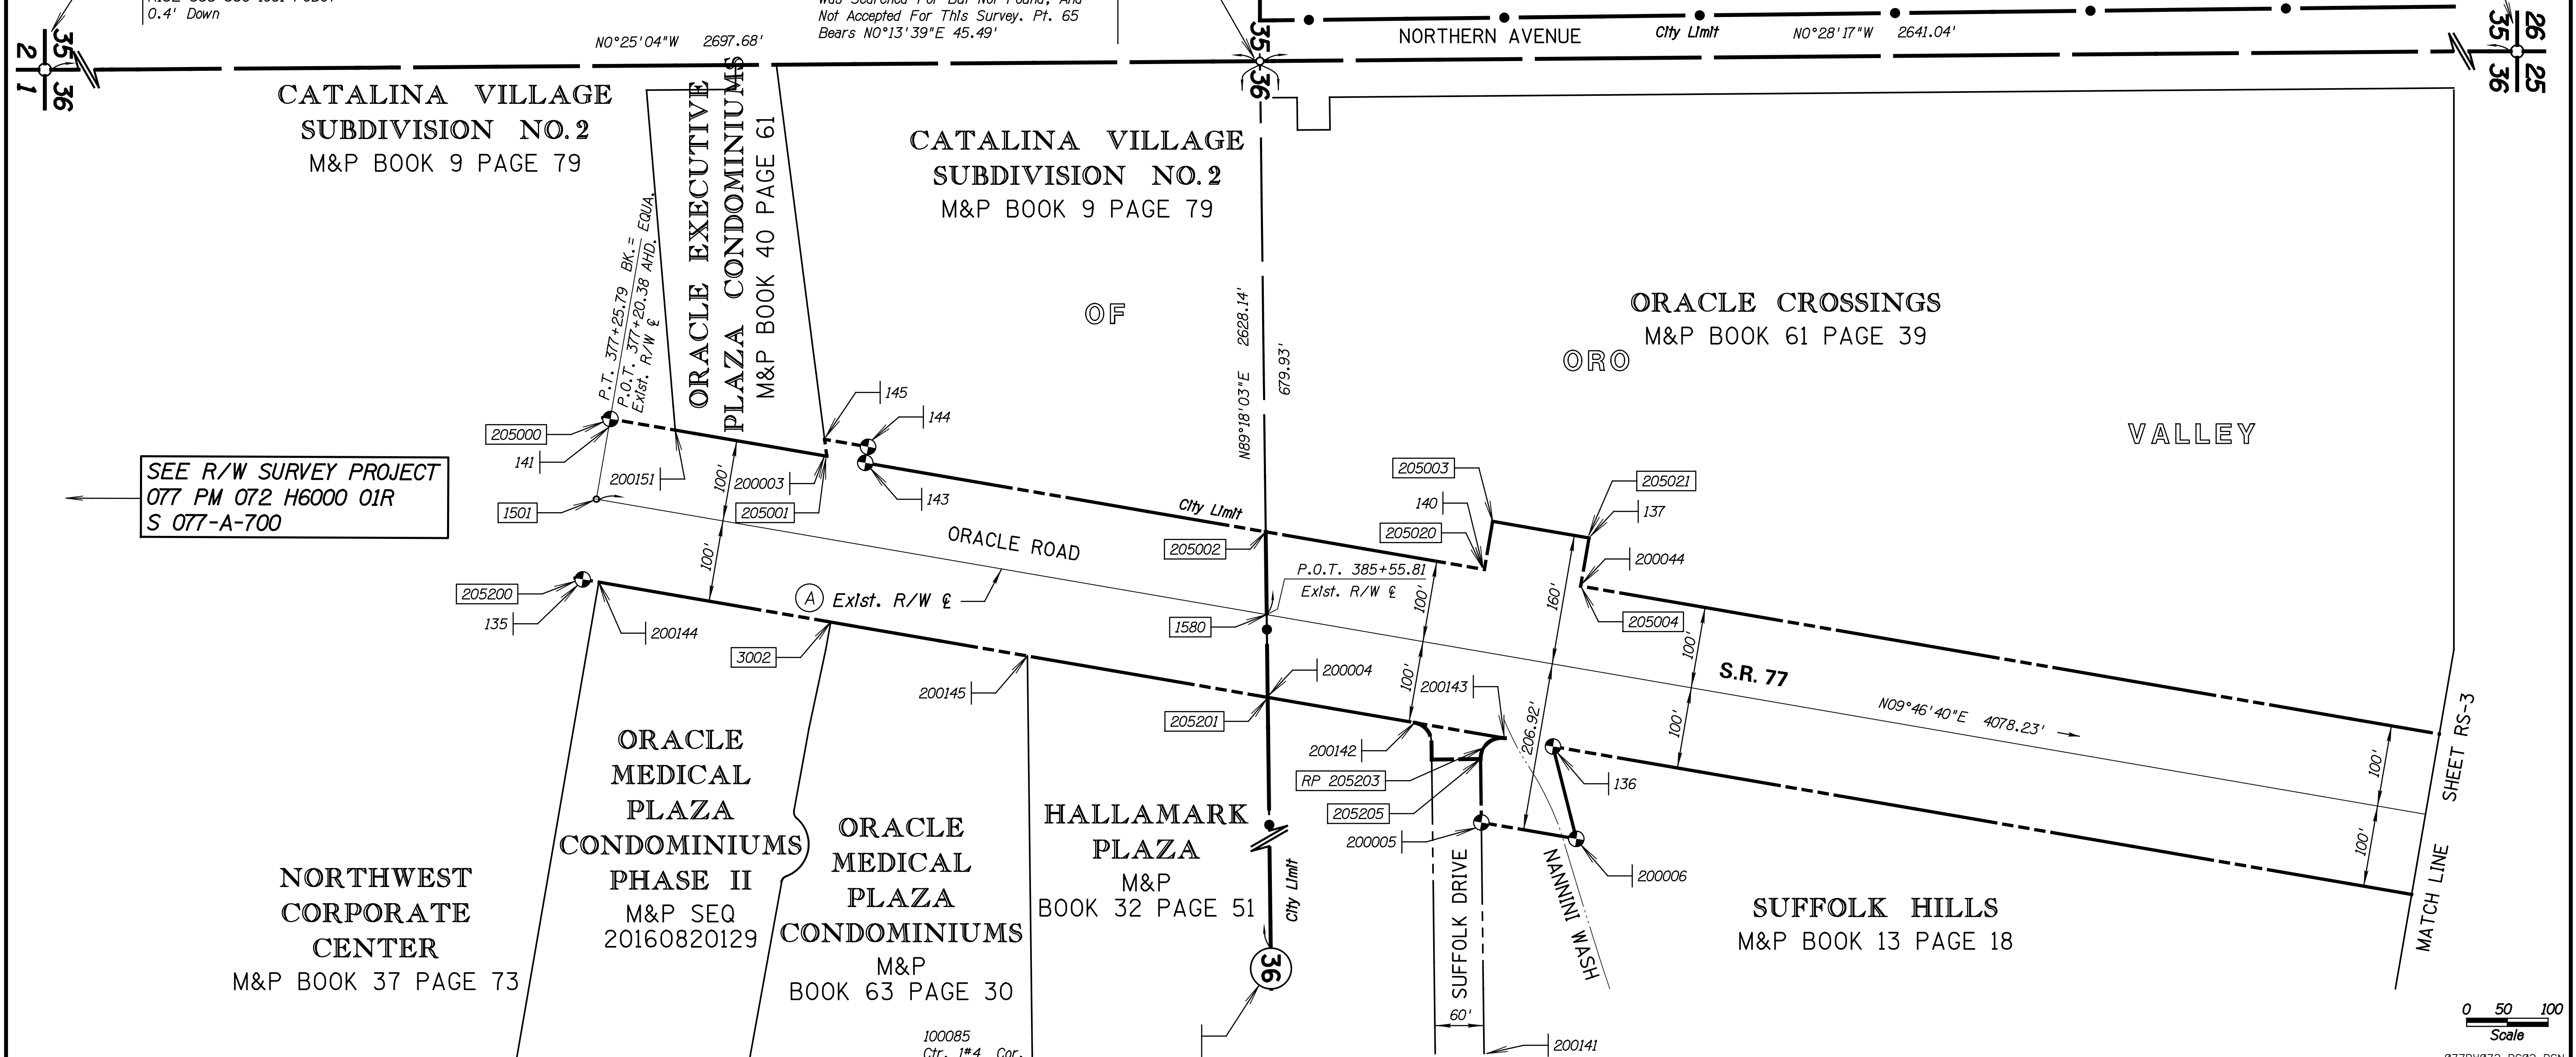 0.4' Down
Not Accepted For This Survey. Pt. 65
Bears N0°13'39"E 45.49'
N0°25'04"W 2697.68'
NORTHERN AVENUE
City Limit
N0°28'17"W 2641.04'
35
2
1
36
35
36
26
35
25
36
CATALINA VILLAGE
SUBDIVISION NO. 2
M&P BOOK 9 PAGE 79
ORACLE EXECUTIVE
PLAZA CONDOMINIUMS
M&P BOOK 40 PAGE 61
CATALINA VILLAGE
SUBDIVISION NO. 2
M&P BOOK 9 PAGE 79
P.T. 377+25.79 BK.=
P.O.T. 377+20.38 AHD.
EQUA.
Exist. R/W ℄
OF
N89°18'03"E 2628.14'
679.93'
ORACLE CROSSINGS
M&P BOOK 61 PAGE 39
ORO
VALLEY
SEE R/W SURVEY PROJECT
077 PM 072 H6000 01R
S 077-A-700
205000
141
1501
200151
100'
200003
205001
145
144
143
City Limit
ORACLE ROAD
205002
205003
140
205020
205021
137
200044
205004
P.O.T. 385+55.81
Exist. R/W ℄
205200
135
200144
100'
A
Exist. R/W ℄
3002
200145
1580
200004
205201
100'
100'
160'
100'
100'
200143
206.92'
200142
RP 205203
205205
200005
136
200006
S.R. 77
N09°46'40"E 4078.23'
100'
100'
MATCH LINE SHEET RS-3
NORTHWEST
CORPORATE
CENTER
M&P BOOK 37 PAGE 73
ORACLE
MEDICAL
PLAZA
CONDOMINIUMS
PHASE II
M&P SEQ
20160820129
ORACLE
MEDICAL
PLAZA
CONDOMINIUMS
M&P
BOOK 63 PAGE 30
HALLAMARK
PLAZA
M&P
BOOK 32 PAGE 51
City Limit
36
SUFFOLK DRIVE
NANNINI WASH
SUFFOLK HILLS
M&P BOOK 13 PAGE 18
60'
200141
100085
Ctr. 1#4 Cor.
0 50 100
Scale